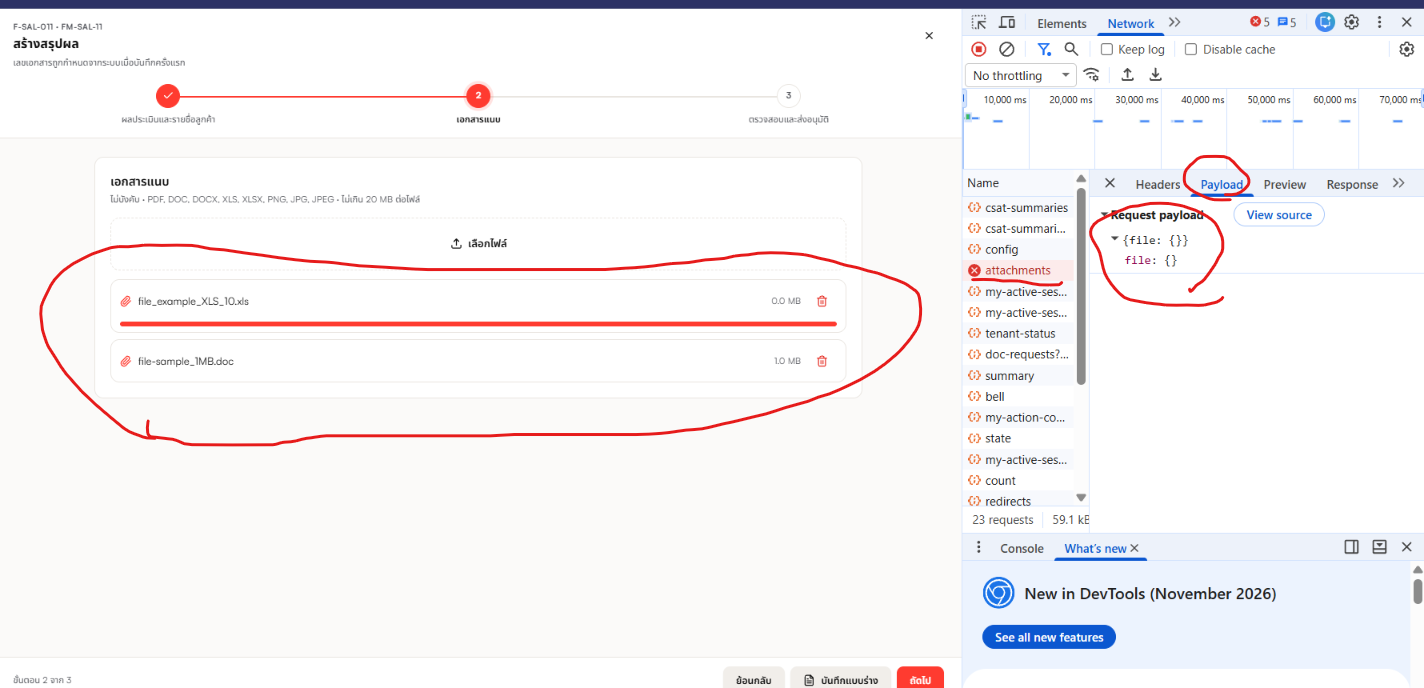 F-SAL-011 • FM-SAL-11
สร้างสรุปผล
เลขเอกสารถูกกำหนดจากระบบเมื่อบันทึกครั้งแรก
2
3
ผลประเมินและรายชื่อลูกค้า
เอกสารแนบ
ตรวจสอบและส่งอนุมัติ
เอกสารแนบ
ไม่บังคับ • PDF, DOC, DOCX, XLS, XLSX, PNG, JPG, JPEG • ไม่เกิน 20 MB ต่อไฟล์
เลือกไฟล์
file_example_XLS_10.xls 0.0 MB
file-sample_1MB.doc 1.0 MB
ขั้นตอน 2 จาก 3
ย้อนกลับ บันทึกแบบร่าง ถัดไป
Elements Network 5 5
Keep log Disable cache
No throttling
10,000 ms 20,000 ms 30,000 ms 40,000 ms 50,000 ms 60,000 ms 70,000 ms
Name
Headers Payload Preview Response
csat-summaries
csat-summari...
config
attachments
my-active-ses...
my-active-ses...
tenant-status
doc-requests?...
summary
bell
my-action-co...
state
my-active-ses...
count
redirects
Request payload View source
{file: {}}
file: {}
23 requests 59.1 kB
Console What's new
New in DevTools (November 2026)
See all new features